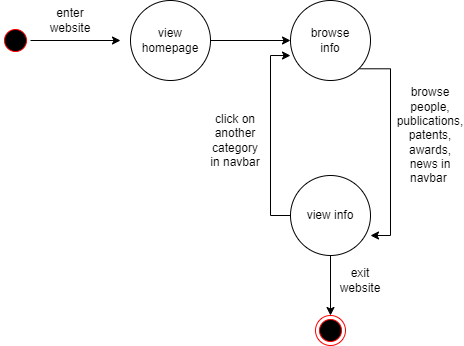 enter
website
view
homepage
browse
info
browse
people,
publications,
patents,
awards,
news in
navbar
click on
another
category
in navbar
view info
exit
website